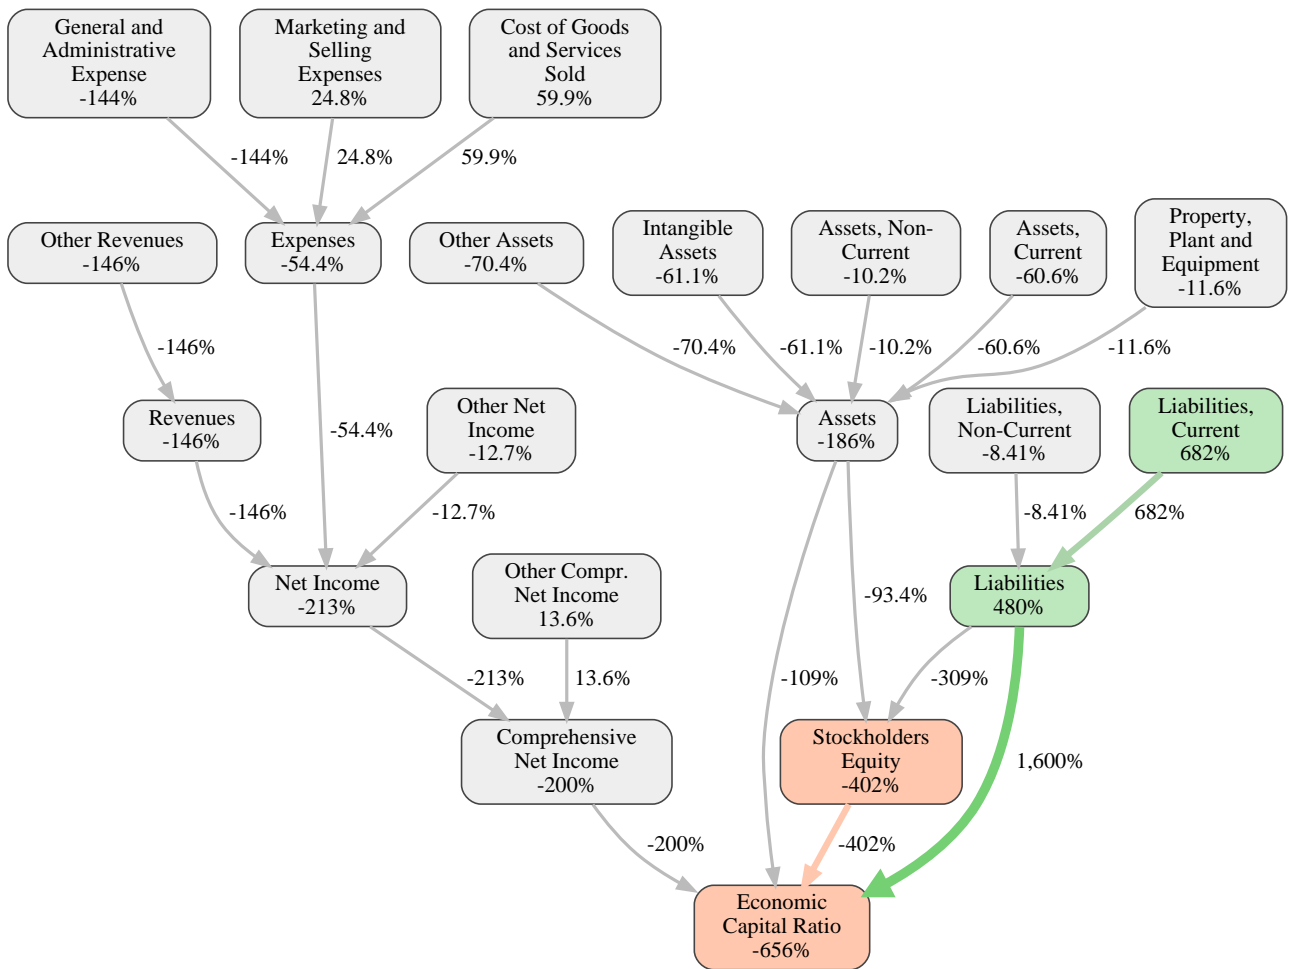 General and
Administrative
Expense
-144%
Marketing and
Selling
Expenses
24.8%
Cost of Goods
and Services
Sold
59.9%
-144%
24.8%
59.9%
Other Revenues
-146%
Expenses
-54.4%
Other Assets
-70.4%
Intangible
Assets
-61.1%
Assets, Non-
Current
-10.2%
Assets,
Current
-60.6%
Property,
Plant and
Equipment
-11.6%
-146%
-70.4%
-61.1%
-10.2%
-60.6%
-11.6%
Revenues
-146%
-54.4%
Other Net
Income
-12.7%
Assets
-186%
Liabilities,
Non-Current
-8.41%
Liabilities,
Current
682%
-146%
-12.7%
-8.41%
682%
Net Income
-213%
Other Compr.
Net Income
13.6%
-93.4%
Liabilities
480%
-213%
13.6%
-109%
-309%
Comprehensive
Net Income
-200%
Stockholders
Equity
-402%
1,600%
-200%
-402%
Economic
Capital Ratio
-656%